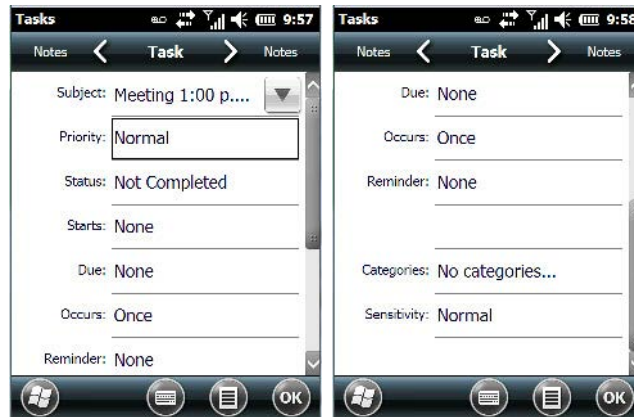 Tasks 9:57
Notes Task Notes
Subject: Meeting 1:00 p....
Priority: Normal
Status: Not Completed
Starts: None
Due: None
Occurs: Once
Reminder: None
OK
Tasks 9:58
Notes Task Notes
Due: None
Occurs: Once
Reminder: None
Categories: No categories...
Sensitivity: Normal
OK